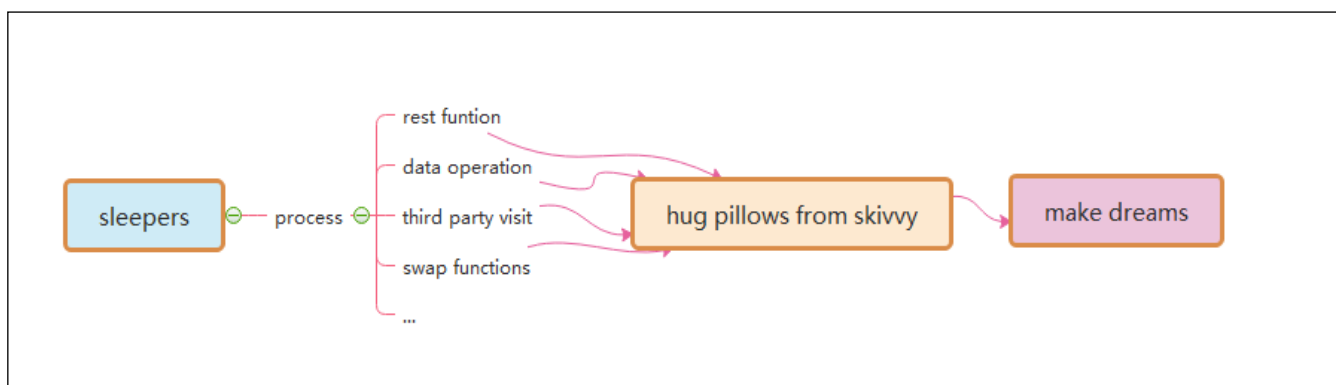 sleepers
process
rest funtion
data operation
third party visit
swap functions
...
hug pillows from skivvy
make dreams